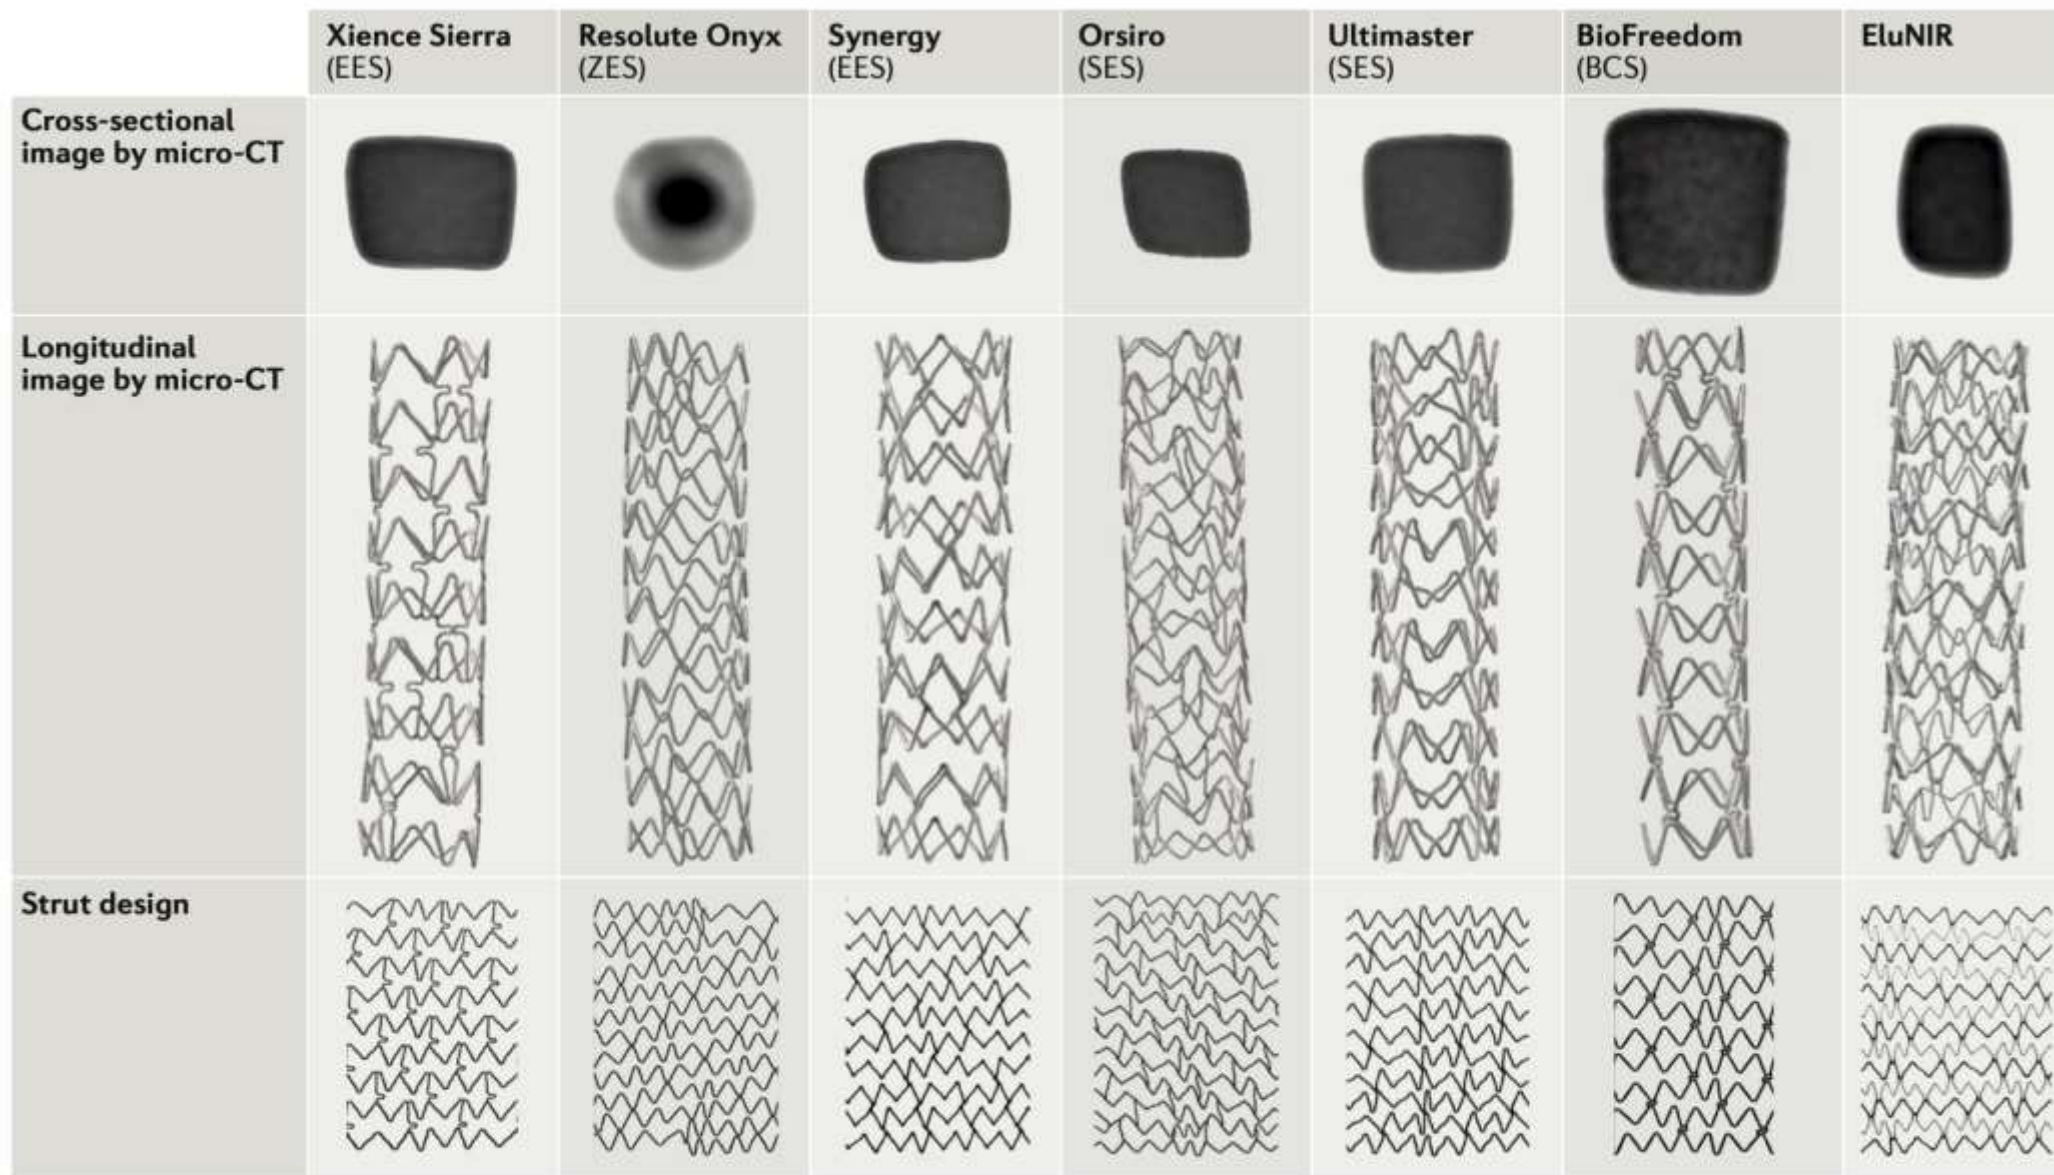 Xience Sierra
(EES)
Resolute Onyx
(ZES)
Synergy
(EES)
Orsiro
(SES)
Ultimaster
(SES)
BioFreedom
(BCS)
EluNIR
Cross-sectional
image by micro-CT
Longitudinal
image by micro-CT
Strut design